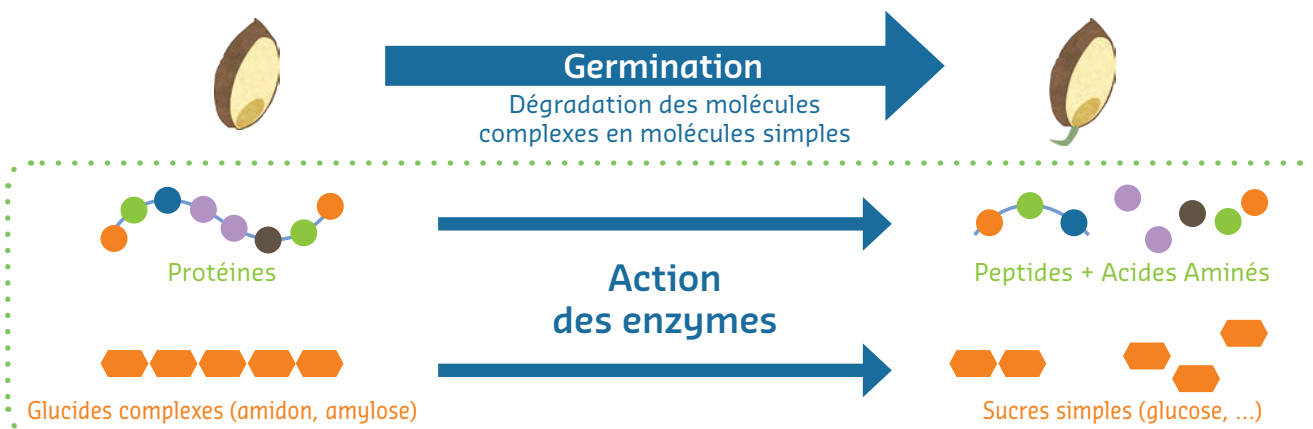 Germination
Dégradation des molécules
complexes en molécules simples
Protéines
Peptides + Acides Aminés
Action
des enzymes
Glucides complexes (amidon, amylose)
Sucres simples (glucose, ...)